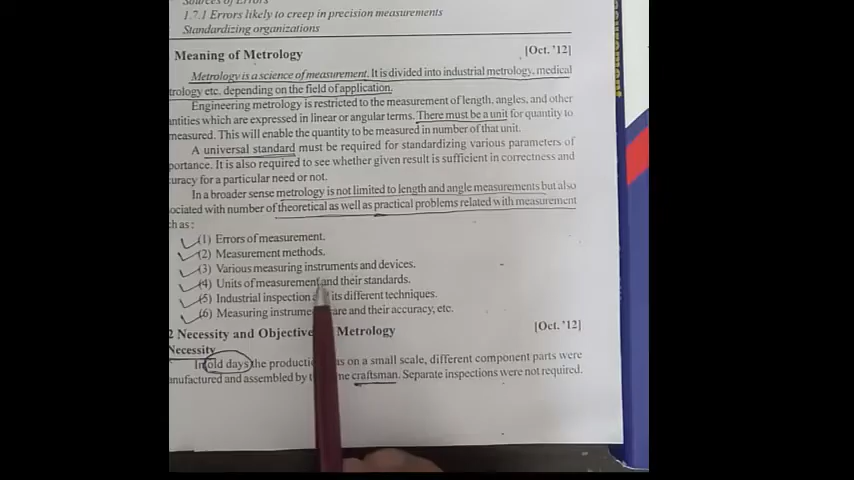 Sources of Errors
1.7.1 Errors likely to creep in precision measurements
Standardizing organizations
Meaning of Metrology [Oct. '12]
Metrology is a science of measurement. It is divided into industrial metrology, medical
trology etc. depending on the field of application.
Engineering metrology is restricted to the measurement of length, angles, and other
ntities which are expressed in linear or angular terms. There must be a unit for quantity to
measured. This will enable the quantity to be measured in number of that unit.
A universal standard must be required for standardizing various parameters of
portance. It is also required to see whether given result is sufficient in correctness and
curacy for a particular need or not.
In a broader sense metrology is not limited to length and angle measurements but also
sociated with number of theoretical as well as practical problems related with measurement
ch as :
(1) Errors of measurement.
(2) Measurement methods.
(3) Various measuring instruments and devices.
(4) Units of measurement and their standards.
(5) Industrial inspection its different techniques.
(6) Measuring instrume are and their accuracy, etc.
2 Necessity and Objective Metrology [Oct. '12]
Necessity
In old days the producti as on a small scale, different component parts were
anufactured and assembled by t ne craftsman. Separate inspections were not required.